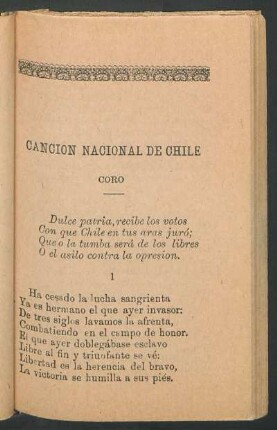 CANCION NACIONAL DE CHILE
CORO
Dulce patria, recibe los votos
Con que Chile en tus aras juró;
Que o la tumba será de los libres
O el asilo contra la opresion.
1
Ha cesado la lucha sangrienta
Ya es hermano el que ayer invasor:
De tres siglos lavamos la afrenta,
Combatiendo en el campo de honor.
El que ayer doblegábase esclavo
Libre al fin y triunfante se vé;
Libertad es la herencia del bravo,
La victoria se humilla a sus piés.